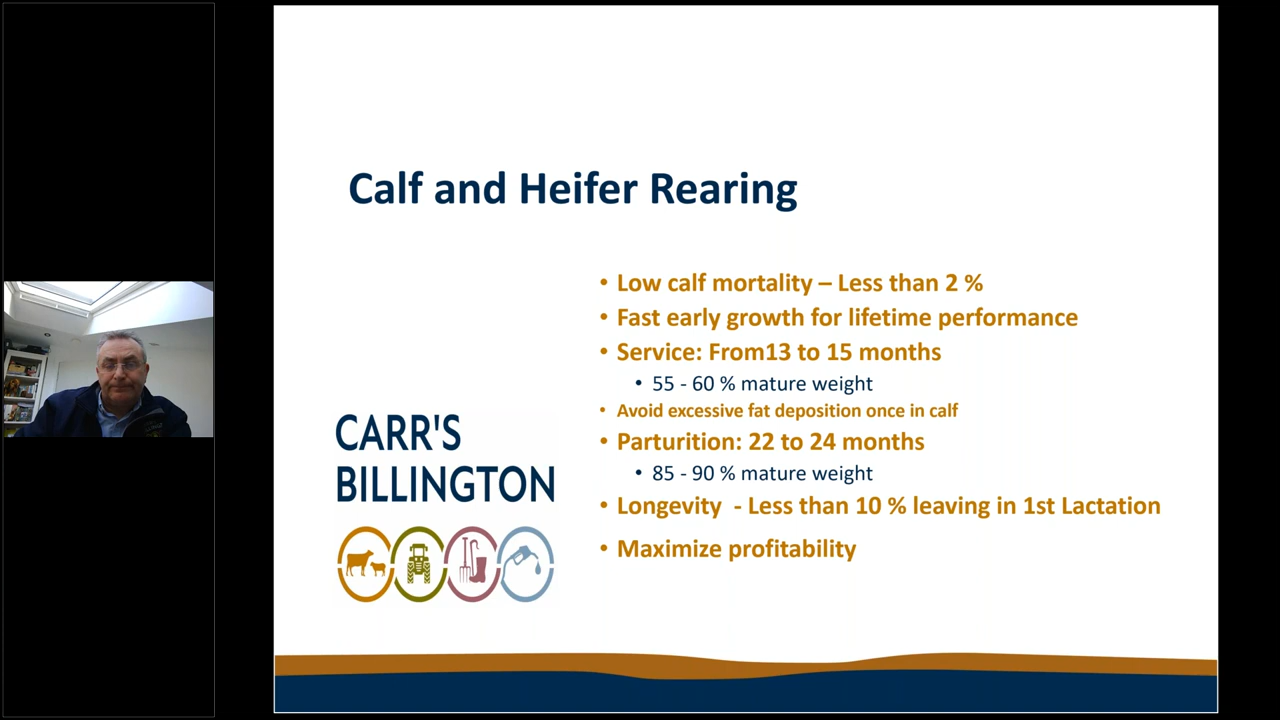 Calf and Heifer Rearing
• Low calf mortality – Less than 2 %
• Fast early growth for lifetime performance
• Service: From13 to 15 months
• 55 - 60 % mature weight
• Avoid excessive fat deposition once in calf
• Parturition: 22 to 24 months
• 85 - 90 % mature weight
• Longevity - Less than 10 % leaving in 1st Lactation
• Maximize profitability
CARR'S
BILLINGTON